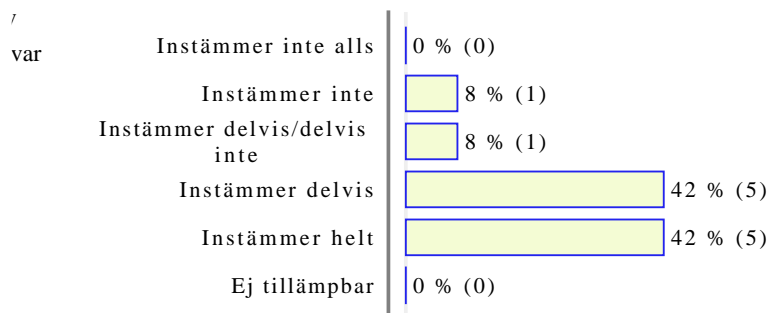 var
Instämmer inte alls 0 % (0)
Instämmer inte 8 % (1)
Instämmer delvis/delvis
inte 8 % (1)
Instämmer delvis 42 % (5)
Instämmer helt 42 % (5)
Ej tillämpbar 0 % (0)